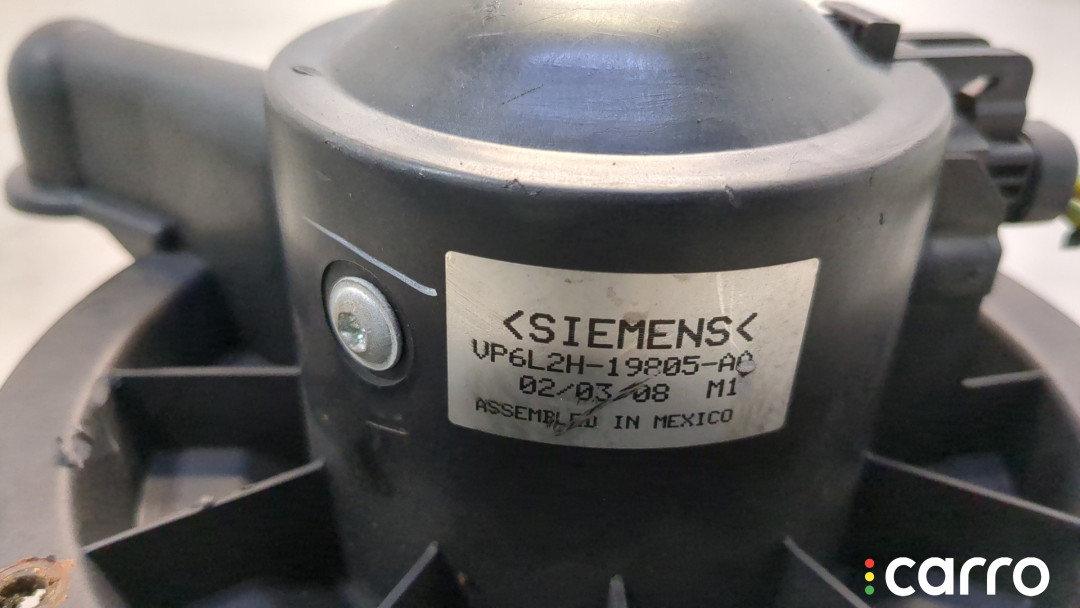 <SIEMENS<
VP6L2H-19805-AA
02/03/08 M1
ASSEMBLED IN MEXICO
carro